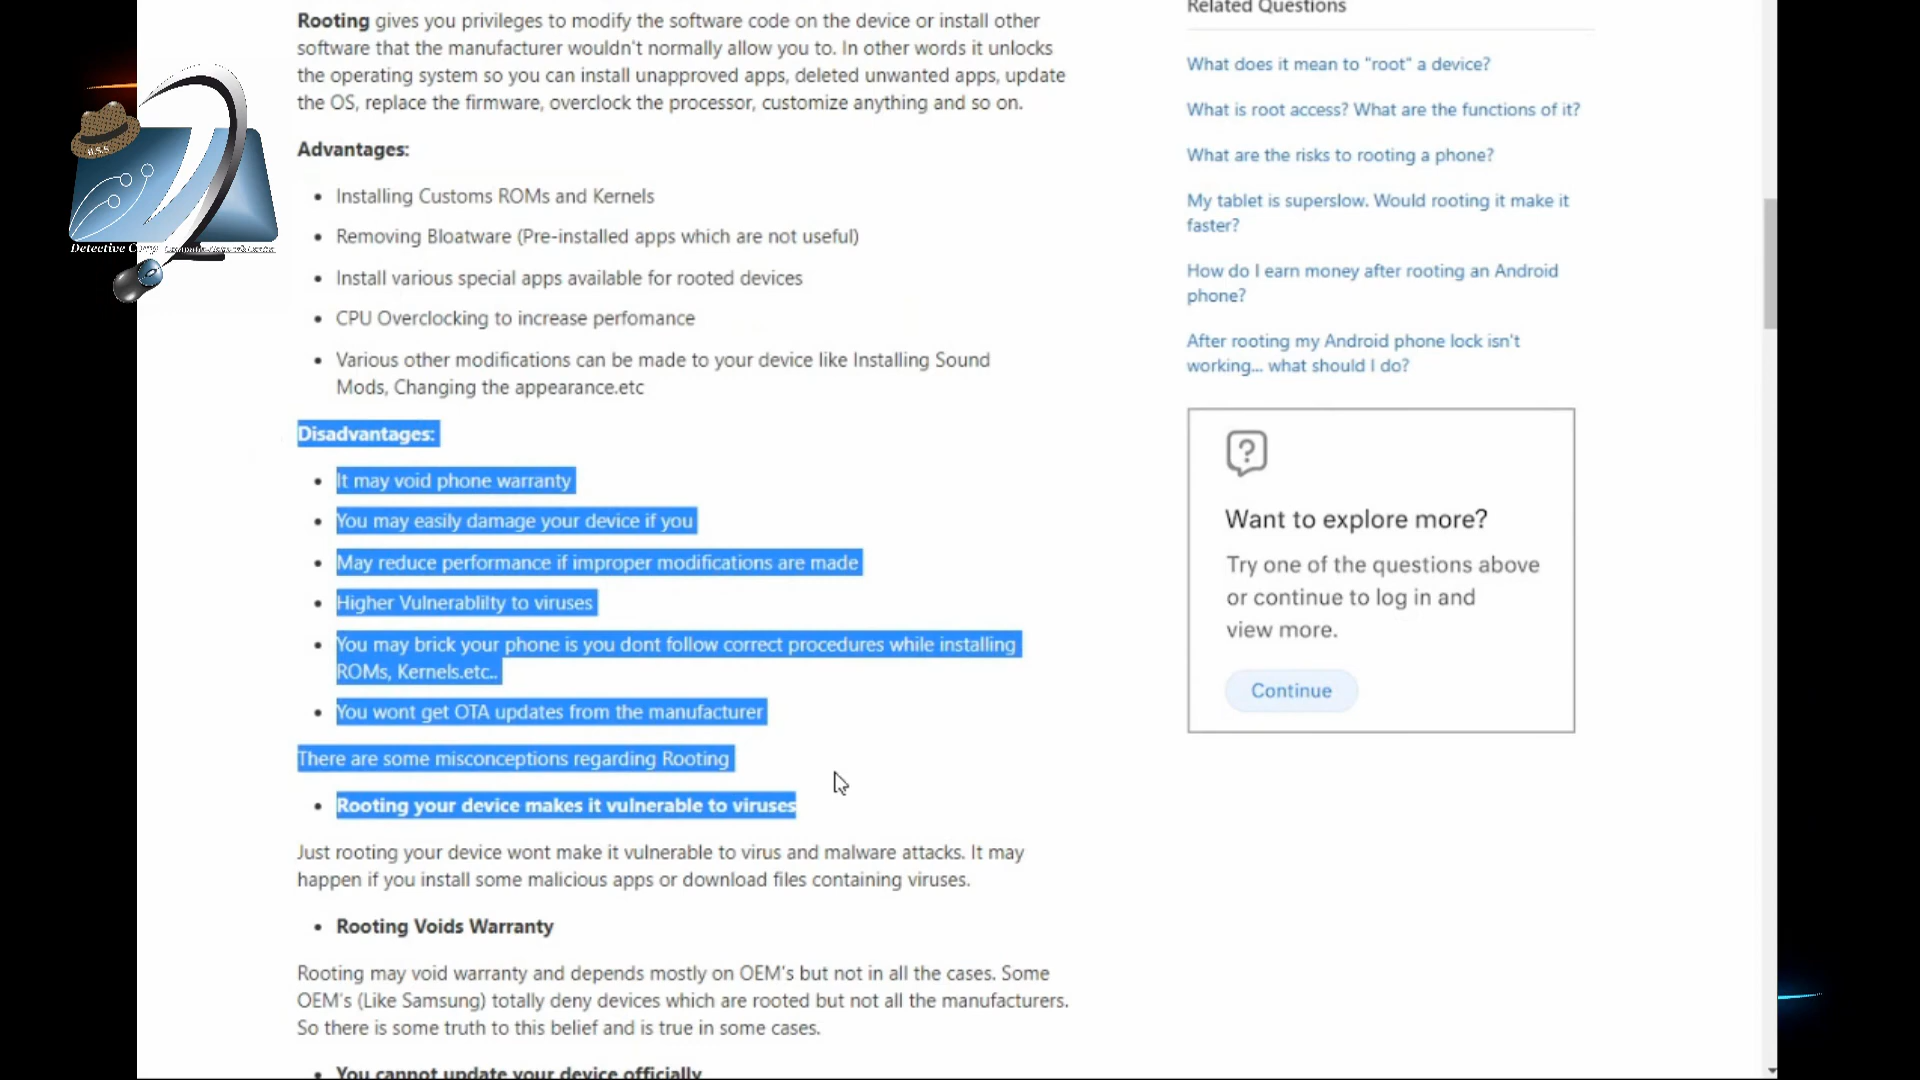 Rooting gives you privileges to modify the software code on the device or install other
software that the manufacturer wouldn't normally allow you to. In other words it unlocks
the operating system so you can install unapproved apps, deleted unwanted apps, update
the OS, replace the firmware, overclock the processor, customize anything and so on.
Advantages:
Installing Customs ROMs and Kernels
Removing Bloatware (Pre-installed apps which are not useful)
Install various special apps available for rooted devices
CPU Overclocking to increase perfomance
Various other modifications can be made to your device like Installing Sound
Mods, Changing the appearance.etc
Disadvantages:
It may void phone warranty
You may easily damage your device if you
May reduce performance if improper modifications are made
Higher Vulnerablilty to viruses
You may brick your phone is you dont follow correct procedures while installing
ROMs, Kernels.etc..
You wont get OTA updates from the manufacturer
There are some misconceptions regarding Rooting
Rooting your device makes it vulnerable to viruses
Just rooting your device wont make it vulnerable to virus and malware attacks. It may
happen if you install some malicious apps or download files containing viruses.
Rooting Voids Warranty
Rooting may void warranty and depends mostly on OEM's but not in all the cases. Some
OEM's (Like Samsung) totally deny devices which are rooted but not all the manufacturers.
So there is some truth to this belief and is true in some cases.
You cannot update your device officially
Related Questions
What does it mean to "root" a device?
What is root access? What are the functions of it?
What are the risks to rooting a phone?
My tablet is superslow. Would rooting it make it
faster?
How do I earn money after rooting an Android
phone?
After rooting my Android phone lock isn't
working... what should I do?
Want to explore more?
Try one of the questions above
or continue to log in and
view more.
Continue
Detective